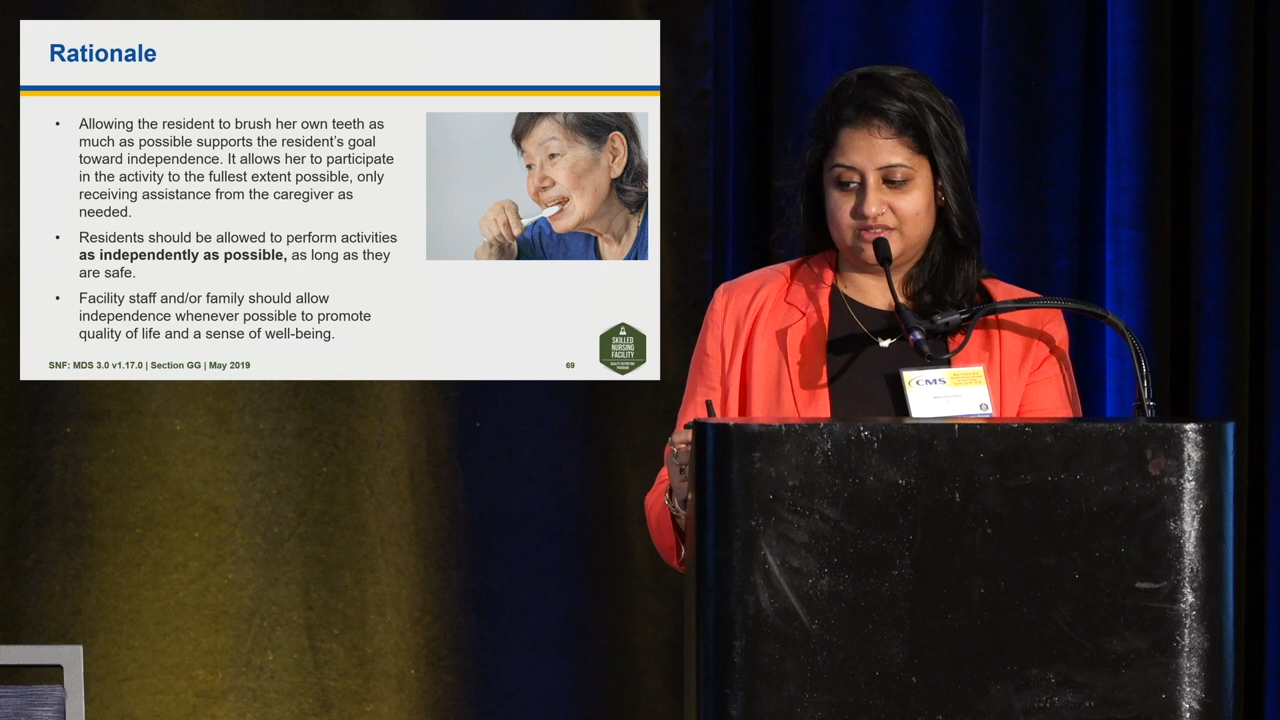 Rationale
• Allowing the resident to brush her own teeth as
much as possible supports the resident’s goal
toward independence. It allows her to participate
in the activity to the fullest extent possible, only
receiving assistance from the caregiver as
needed.
• Residents should be allowed to perform activities
as independently as possible, as long as they
are safe.
• Facility staff and/or family should allow
independence whenever possible to promote
quality of life and a sense of well-being.
SKILLED
NURSING
FACILITY
SNF: MDS 3.0 v1.17.0 | Section GG | May 2019
69
CMS